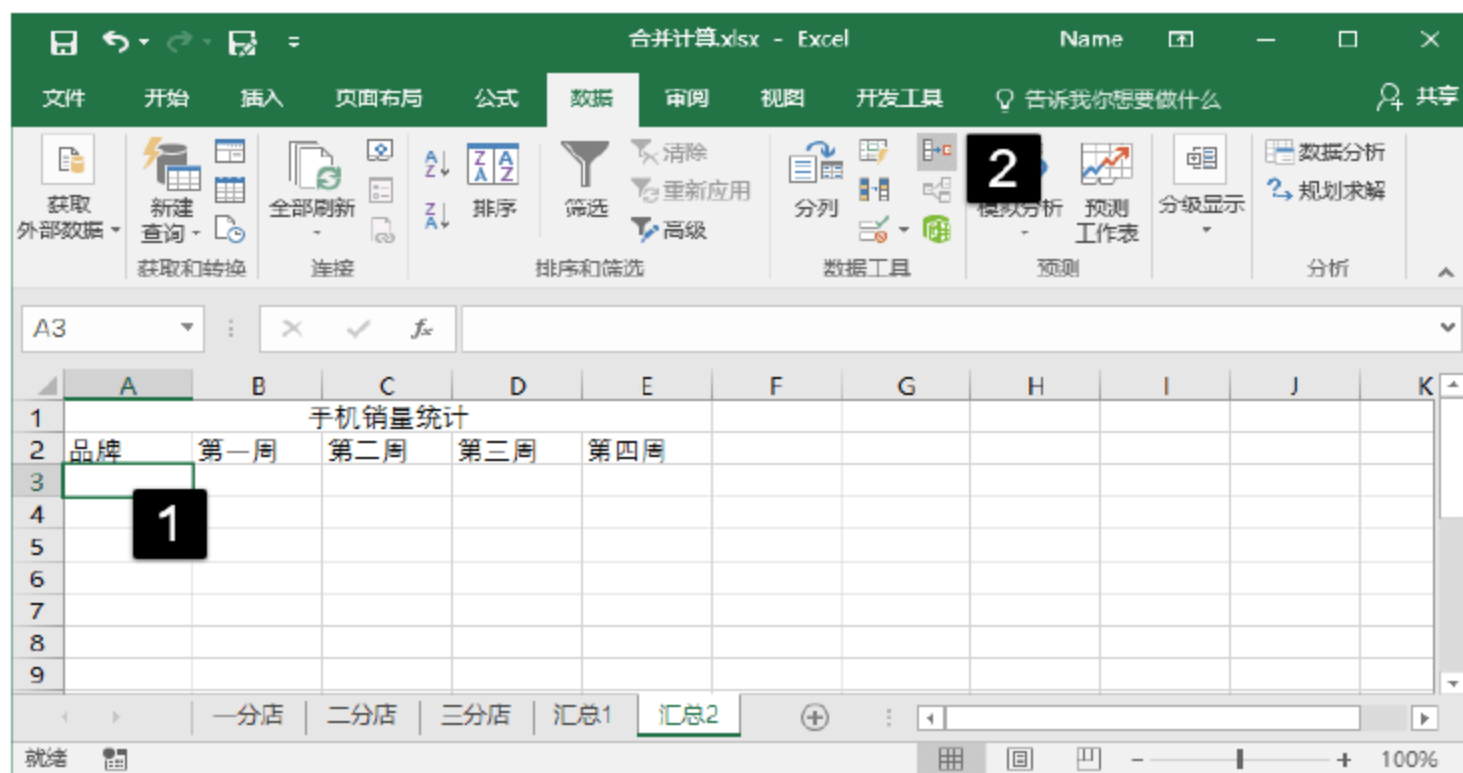 合并计算.xlsx - Excel Name
文件 开始 插入 页面布局 公式 数据 审阅 视图 开发工具 告诉我你想要做什么 共享
获取 外部数据
新建 查询
全部刷新
排序
筛选
清除
重新应用
高级
分列
2
模拟分析
预测 工作表
分级显示
数据分析
规划求解
获取和转换 连接 排序和筛选 数据工具 预测 分析
A3 fx
A B C D E F G H I J K
1 手机销量统计
2 品牌 第一周 第二周 第三周 第四周
3
1
4
5
6
7
8
9
一分店 二分店 三分店 汇总1 汇总2
就绪 100%